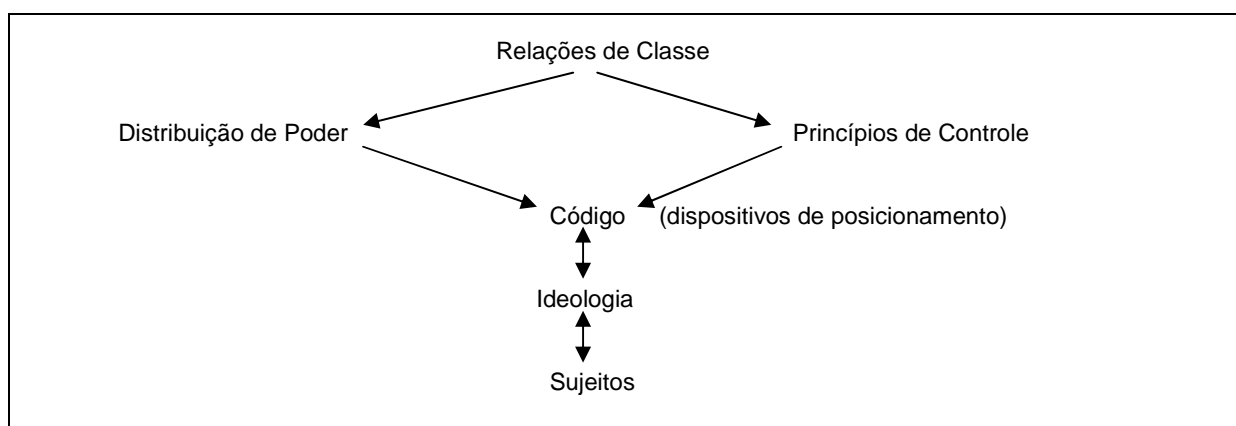 Relações de Classe
Distribuição de Poder Princípios de Controle
Código (dispositivos de posicionamento)
Ideologia
Sujeitos